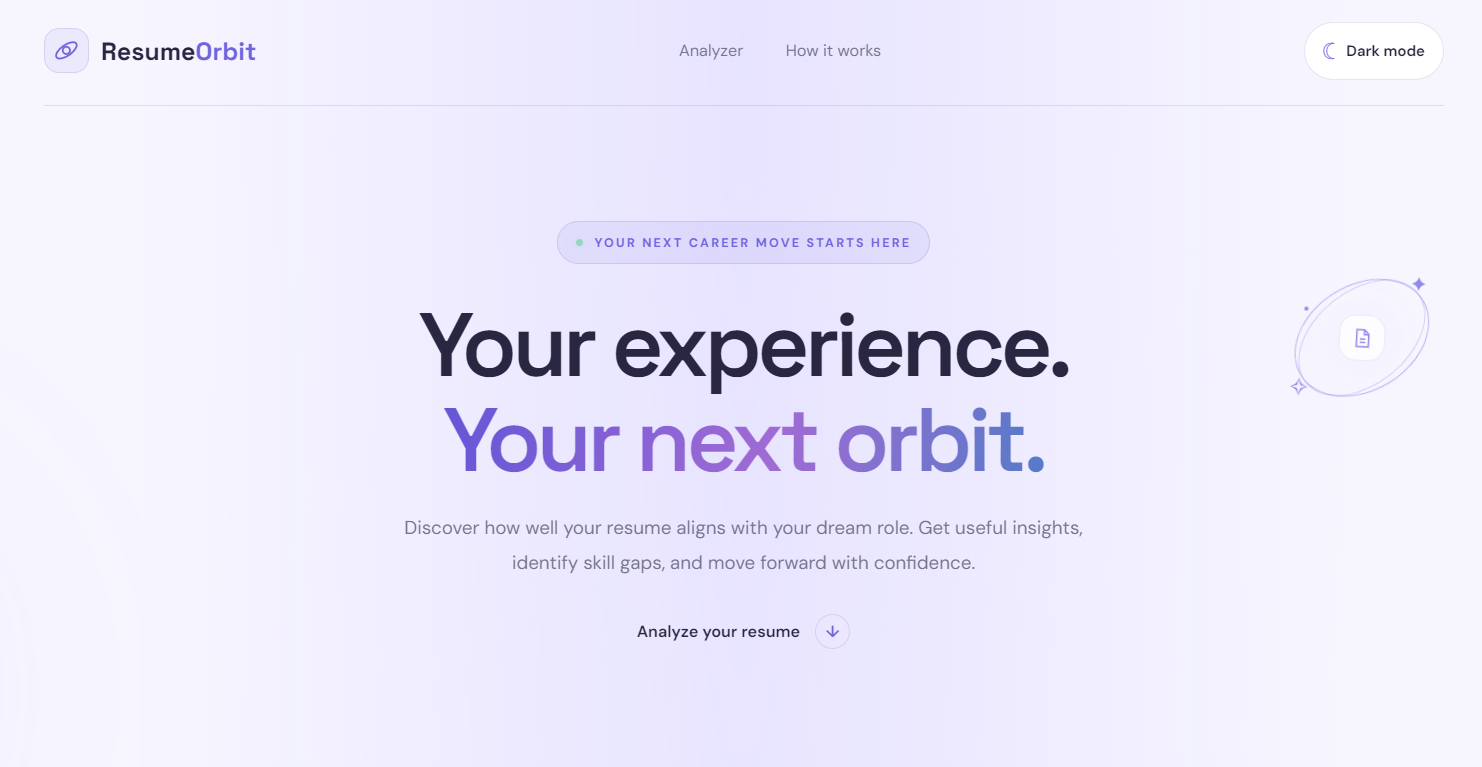 ResumeOrbit
Analyzer
How it works
Dark mode
YOUR NEXT CAREER MOVE STARTS HERE
Your experience.
Your next orbit.
Discover how well your resume aligns with your dream role. Get useful insights,
identify skill gaps, and move forward with confidence.
Analyze your resume